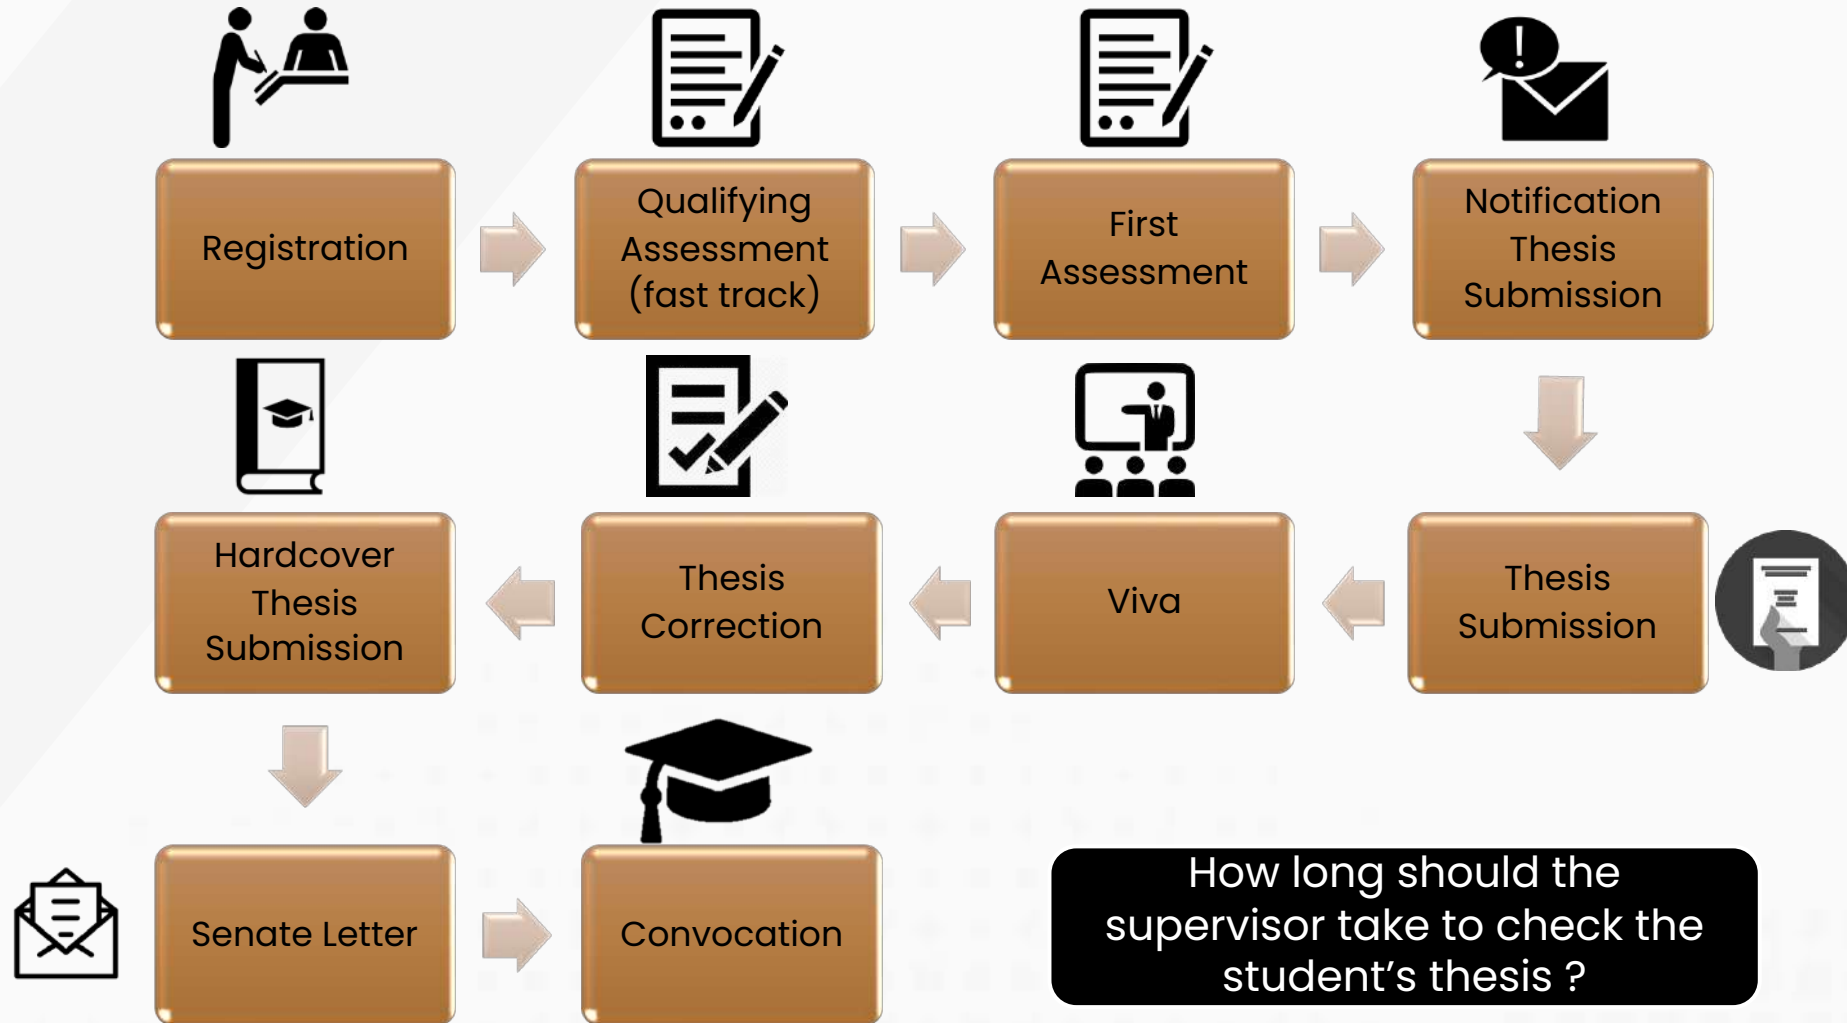 Registration
Qualifying
Assessment
(fast track)
First
Assessment
Notification
Thesis
Submission
Thesis
Submission
Viva
Thesis
Correction
Hardcover
Thesis
Submission
Senate Letter
Convocation
How long should the
supervisor take to check the
student’s thesis ?